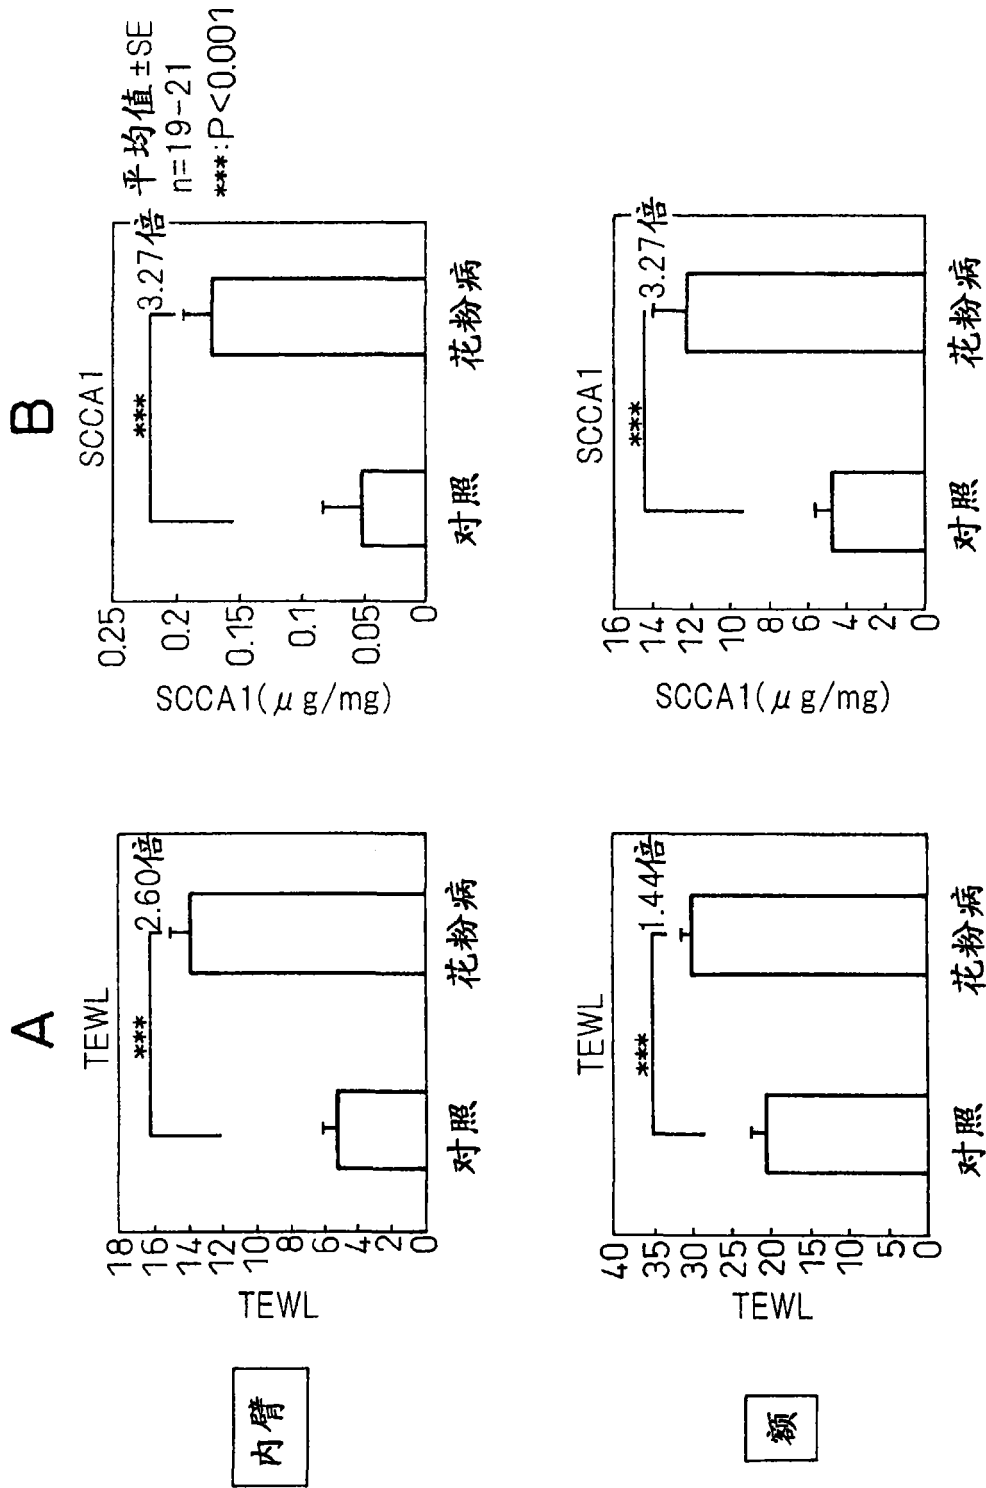 A
B
内臂
TEWL
TEWL
18
16
14
12
10
8
6
4
2
0
***
2.60倍
对照
花粉病
SCCA1
SCCA1(μg/mg)
0.25
0.2
0.15
0.1
0.05
0
***
3.27倍
对照
花粉病
平均值±SE
n=19-21
***:P<0.001
额
TEWL
TEWL
40
35
30
25
20
15
10
5
0
***
1.44倍
对照
花粉病
SCCA1
SCCA1(μg/mg)
16
14
12
10
8
6
4
2
0
***
3.27倍
对照
花粉病